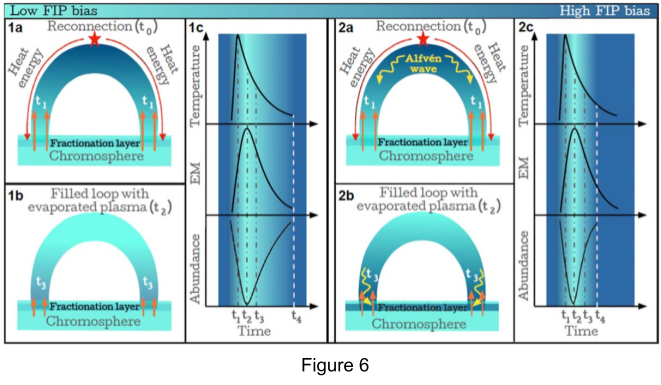 Low FIP bias
High FIP bias
1a
Reconnection (t0)
Heat energy
Heat energy
t1
t1
Fractionation layer
Chromosphere
1b
Filled loop with
evaporated plasma (t2)
t3
t3
Fractionation layer
Chromosphere
1c
Temperature
EM
Abundance
t1 t2 t3 t4
Time
2a
Reconnection (t0)
Heat energy
Heat energy
Alfvén
wave
t1
t1
Fractionation layer
Chromosphere
2b
Filled loop with
evaporated plasma (t2)
t3
t3
Fractionation layer
Chromosphere
2c
Temperature
EM
Abundance
t1 t2 t3 t4
Time
Figure 6